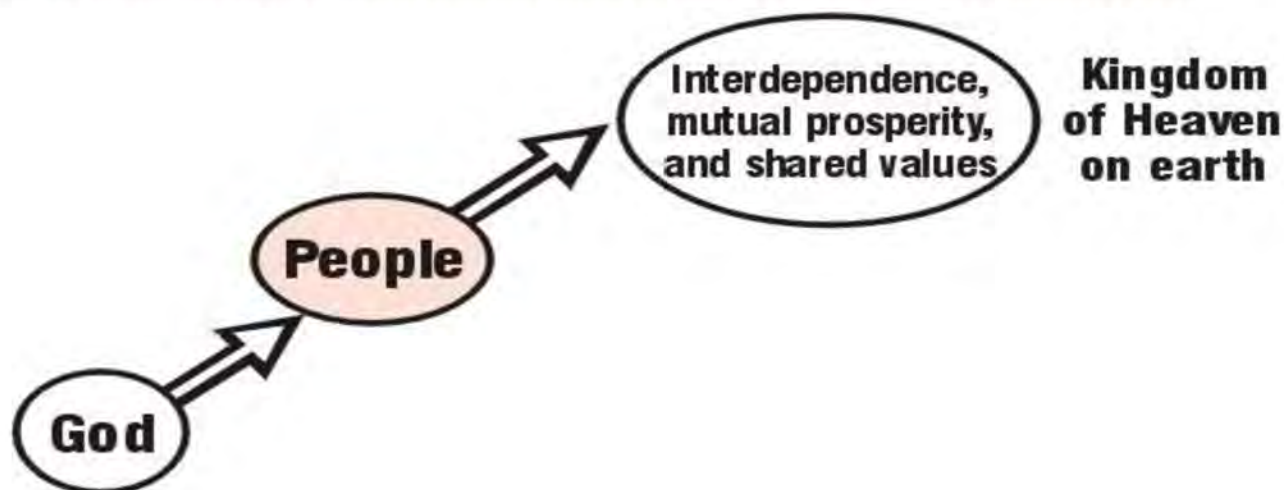 Interdependence,
mutual prosperity,
and shared values
Kingdom
of Heaven
on earth
People
God